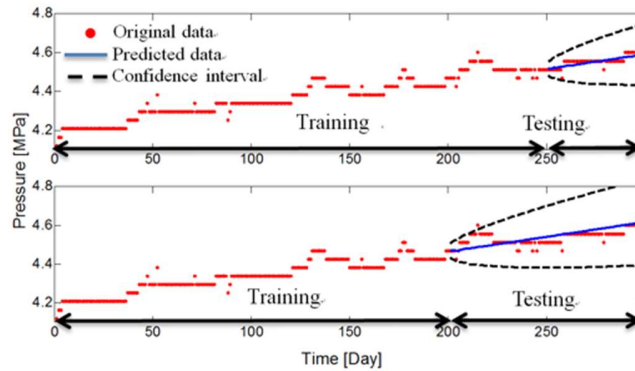 4.8
Original data
Predicted data
4.6
Confidence interval
4.4
Training
Testing
4.2
0 50 100 150 200 250
Pressure [MPa]
4.8
4.6
4.4
Training
Testing
4.2
0 50 100 150 200 250
Time [Day]